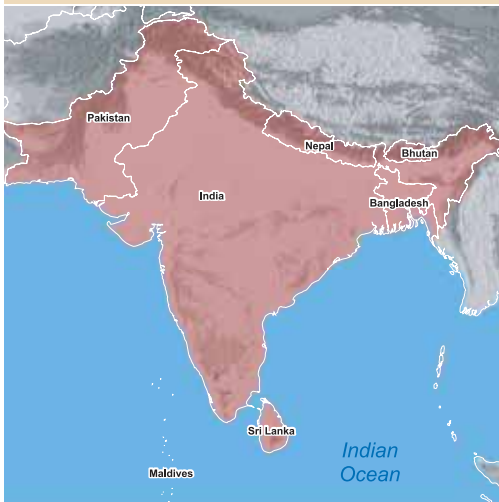 Pakistan
Nepal
Bhutan
India
Bangladesh
Sri Lanka
Indian
Ocean
Maldives